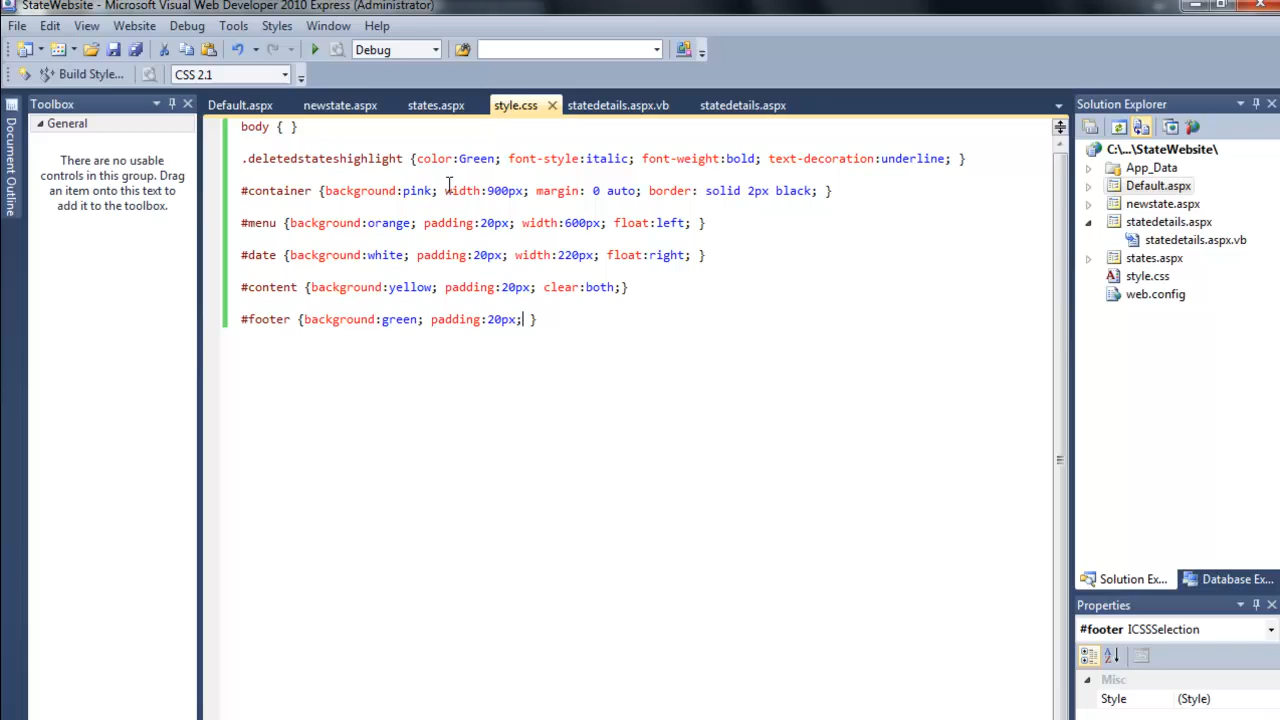 StateWebsite - Microsoft Visual Web Developer 2010 Express (Administrator)
File Edit View Website Debug Tools Styles Window Help
Debug
Build Style... CSS 2.1
Toolbox
Default.aspx newstate.aspx states.aspx style.css statedetails.aspx.vb statedetails.aspx
Solution Explorer
Document Outline
General
There are no usable
controls in this group. Drag
an item onto this text to
add it to the toolbox.
body { }
.deletedstateshighlight {color:Green; font-style:italic; font-weight:bold; text-decoration:underline; }
#container {background:pink; width:900px; margin: 0 auto; border: solid 2px black; }
#menu {background:orange; padding:20px; width:600px; float:left; }
#date {background:white; padding:20px; width:220px; float:right; }
#content {background:yellow; padding:20px; clear:both;}
#footer {background:green; padding:20px; }
C:\...\StateWebsite\
App_Data
Default.aspx
newstate.aspx
statedetails.aspx
statedetails.aspx.vb
states.aspx
style.css
web.config
Solution Ex... Database Ex...
Properties
#footer ICSSSelection
Misc
Style (Style)